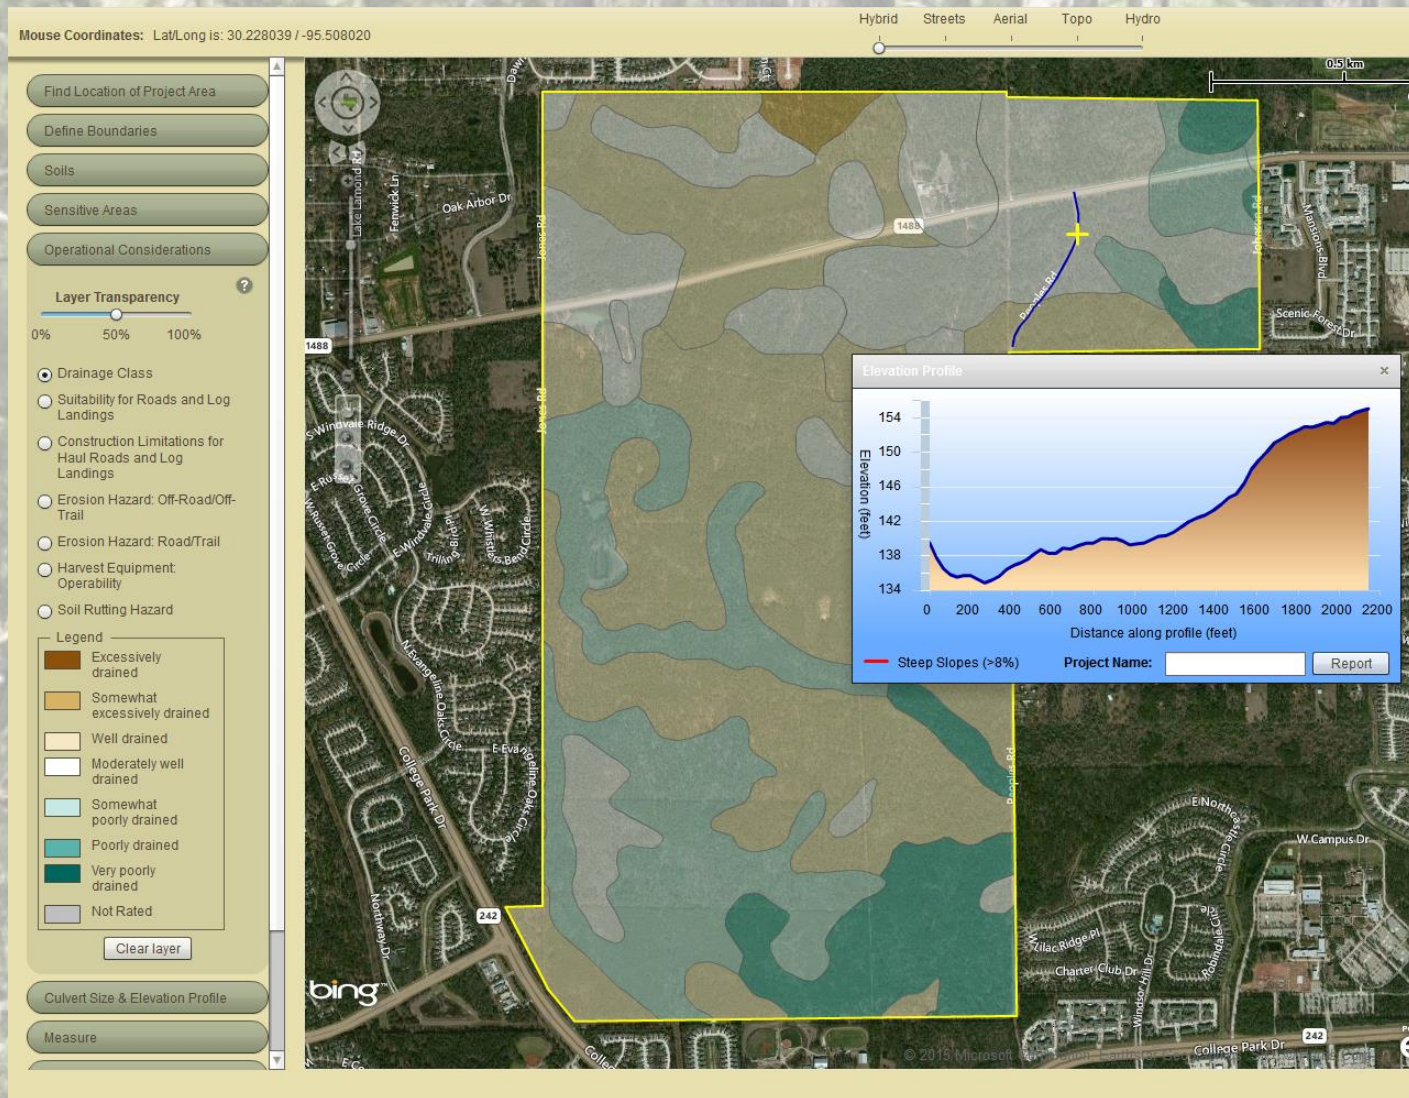 Hybrid Streets Aerial Topo Hydro
Mouse Coordinates: Lat/Long is: 30.228039 / -95.508020
Find Location of Project Area
Define Boundaries
Soils
Sensitive Areas
Operational Considerations
?
Layer Transparency
0% 50% 100%
Drainage Class
Suitability for Roads and Log
Landings
Construction Limitations for
Haul Roads and Log
Landings
Erosion Hazard: Off-Road/Off-
Trail
Erosion Hazard: Road/Trail
Harvest Equipment:
Operability
Soil Rutting Hazard
Legend
Excessively
drained
Somewhat
excessively drained
Well drained
Moderately well
drained
Somewhat
poorly drained
Poorly drained
Very poorly
drained
Not Rated
Clear layer
Culvert Size & Elevation Profile
Measure
0.5 km
Lake Lamond Rd
Fenwick Ln
Oak Arbor Dr
Jones Rd
1488
1488
Peoples Rd
Johnson Rd
Mansions Blvd
Scenic Forest Dr
Jones Rd
S Windvale Ridge Dr
E Russet Grove Circle
W Russet Grove Circle
E Windvale Circle
Trilling Bird Pl
W Whistlers Bend Circle
N Evangeline Oaks Circle
E Evangeline Oaks Circle
College Park Dr
Northway Dr
242
Peoples Rd
Elevation Profile
×
Elevation (feet)
154
150
146
142
138
134
0 200 400 600 800 1000 1200 1400 1600 1800 2000 2200
Distance along profile (feet)
Steep Slopes (>8%)
Project Name:
Report
E Northcastle Circle
W Campus Dr
W Lilac Ridge Pl
Charter Club Dr
Windsor Hill Dr
Robindale Circle
242
College Park Dr
bing
© 2015 Microsoft